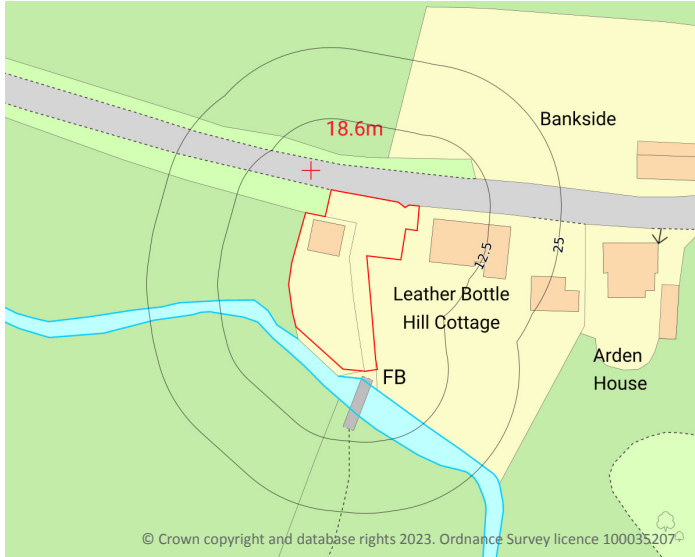 Bankside
18.6m
12.5
25
Leather Bottle
Hill Cottage
Arden
House
FB
© Crown copyright and database rights 2023. Ordnance Survey licence 100035207